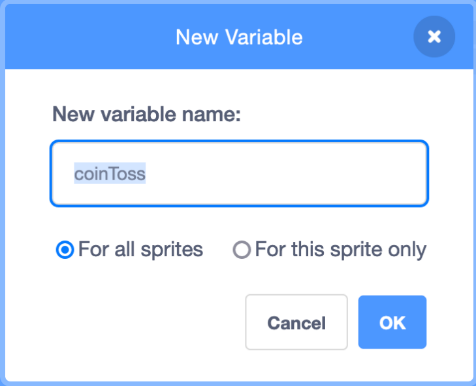 New Variable
New variable name:
coinToss
For all sprites For this sprite only
Cancel OK